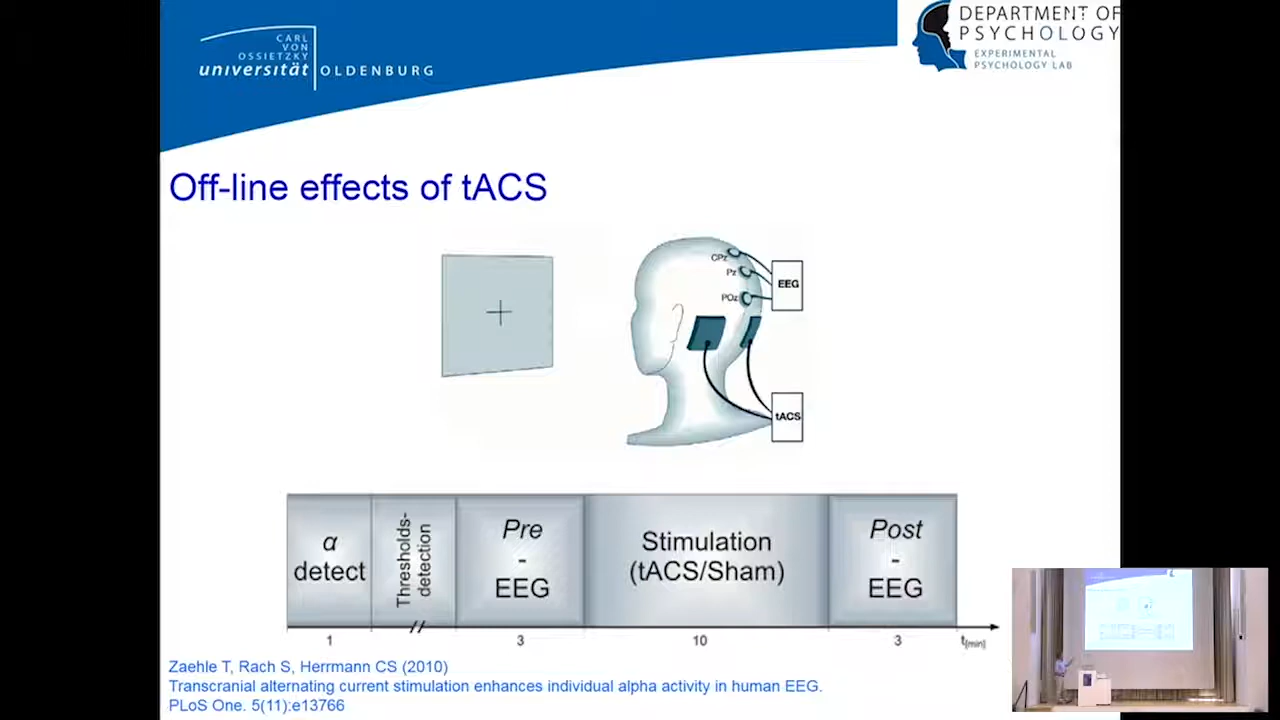 CARL
VON
OSSIETZKY
universität OLDENBURG
DEPARTMENT OF
PSYCHOLOGY
EXPERIMENTAL
PSYCHOLOGY LAB
Off-line effects of tACS
CPz
Pz
POz
EEG
tACS
α
detect
Thresholds-
detection
Pre
-
EEG
Stimulation
(tACS/Sham)
Post
-
EEG
1
3
10
3
t(min)
Zaehle T, Rach S, Herrmann CS (2010)
Transcranial alternating current stimulation enhances individual alpha activity in human EEG.
PLoS One. 5(11):e13766